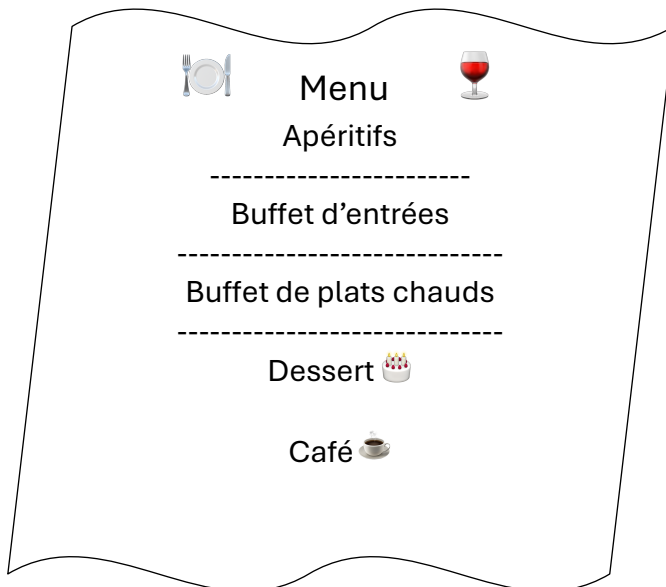 Menu
Apéritifs
------------------------
Buffet d’entrées
------------------------------
Buffet de plats chauds
------------------------------
Dessert
Café